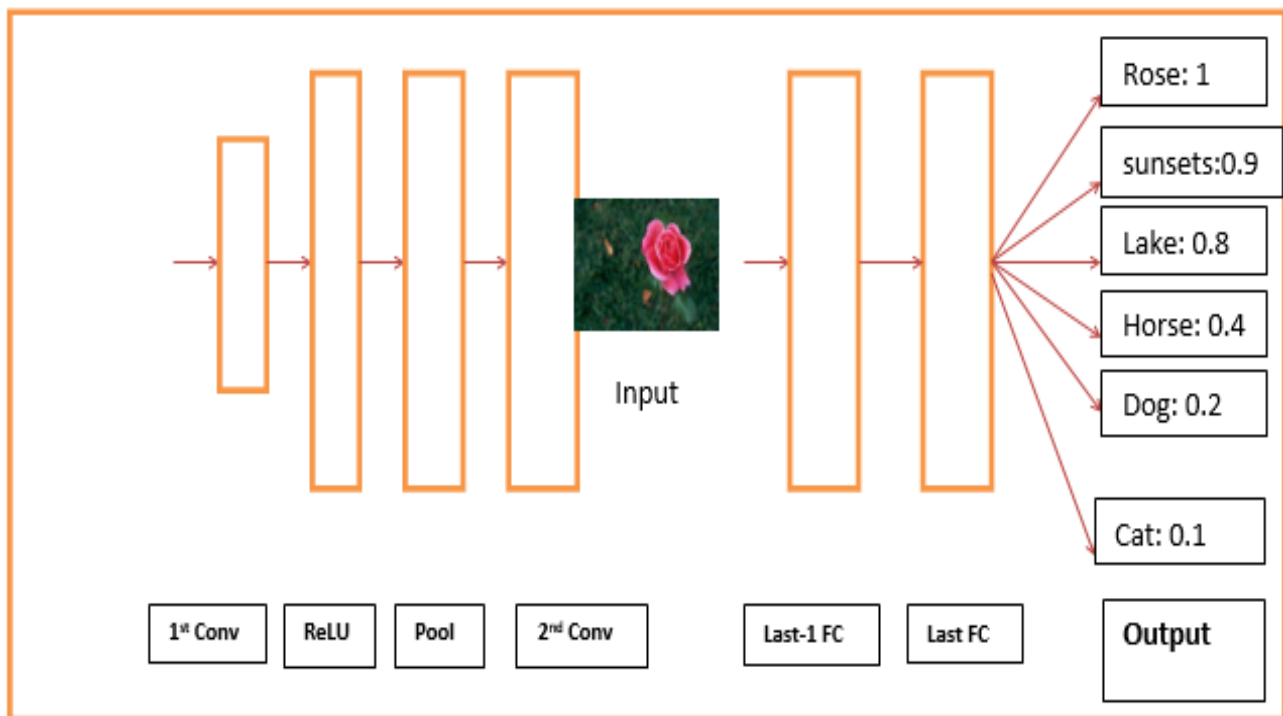 Rose: 1
sunsets:0.9
Lake: 0.8
Horse: 0.4
Dog: 0.2
Cat: 0.1
Input
1st Conv
ReLU
Pool
2nd Conv
Last-1 FC
Last FC
Output